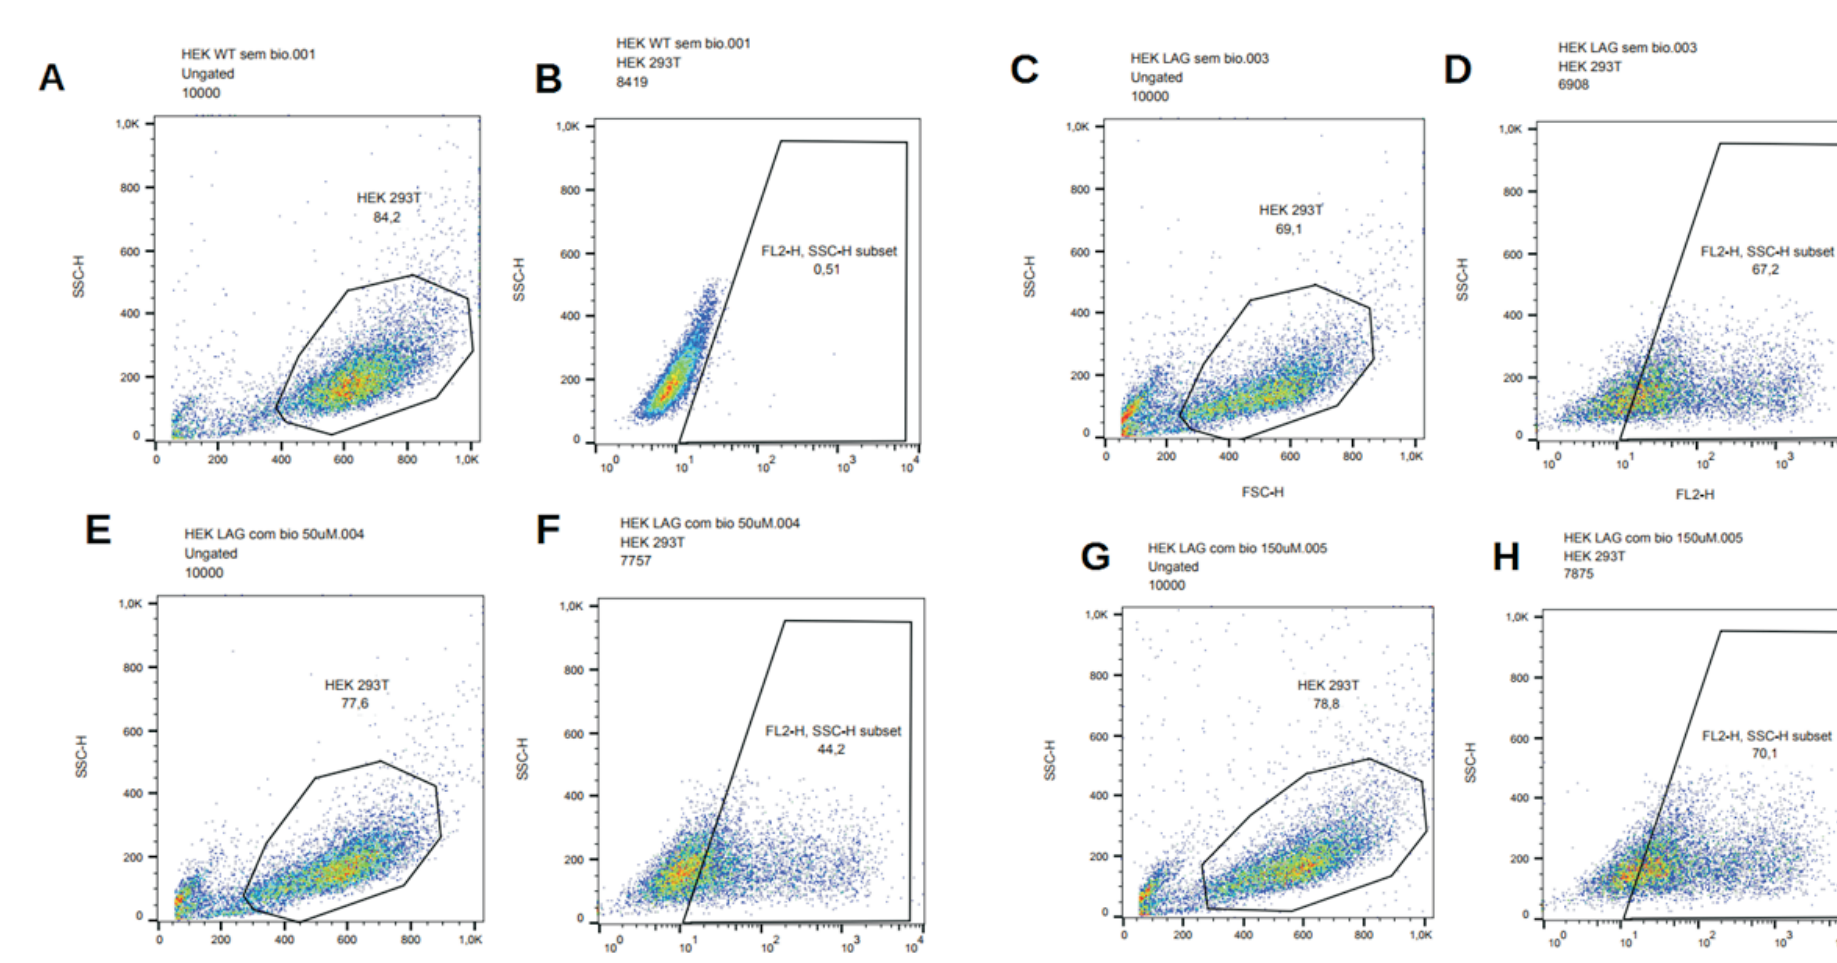 A
HEK WT sem bio.001
Ungated
10000
SSC-H
1,0K
800
600
400
200
0
HEK 293T
84,2
0 200 400 600 800 1,0K
B
HEK WT sem bio.001
HEK 293T
8419
SSC-H
1,0K
800
600
400
200
0
FL2-H, SSC-H subset
0,51
10^0 10^1 10^2 10^3 10^4
C
HEK LAG sem bio.003
Ungated
10000
SSC-H
1,0K
800
600
400
200
0
HEK 293T
69,1
0 200 400 600 800 1,0K
FSC-H
D
HEK LAG sem bio.003
HEK 293T
6908
SSC-H
1,0K
800
600
400
200
0
FL2-H, SSC-H subset
67,2
10^0 10^1 10^2 10^3
FL2-H
E
HEK LAG com bio 50uM.004
Ungated
10000
SSC-H
1,0K
800
600
400
200
0
HEK 293T
77,6
0 200 400 600 800 1,0K
F
HEK LAG com bio 50uM.004
HEK 293T
7757
SSC-H
1,0K
800
600
400
200
0
FL2-H, SSC-H subset
44,2
10^0 10^1 10^2 10^3 10^4
G
HEK LAG com bio 150uM.005
Ungated
10000
SSC-H
1,0K
800
600
400
200
0
HEK 293T
78,8
0 200 400 600 800 1,0K
H
HEK LAG com bio 150uM.005
HEK 293T
7875
SSC-H
1,0K
800
600
400
200
0
FL2-H, SSC-H subset
70,1
10^0 10^1 10^2 10^3